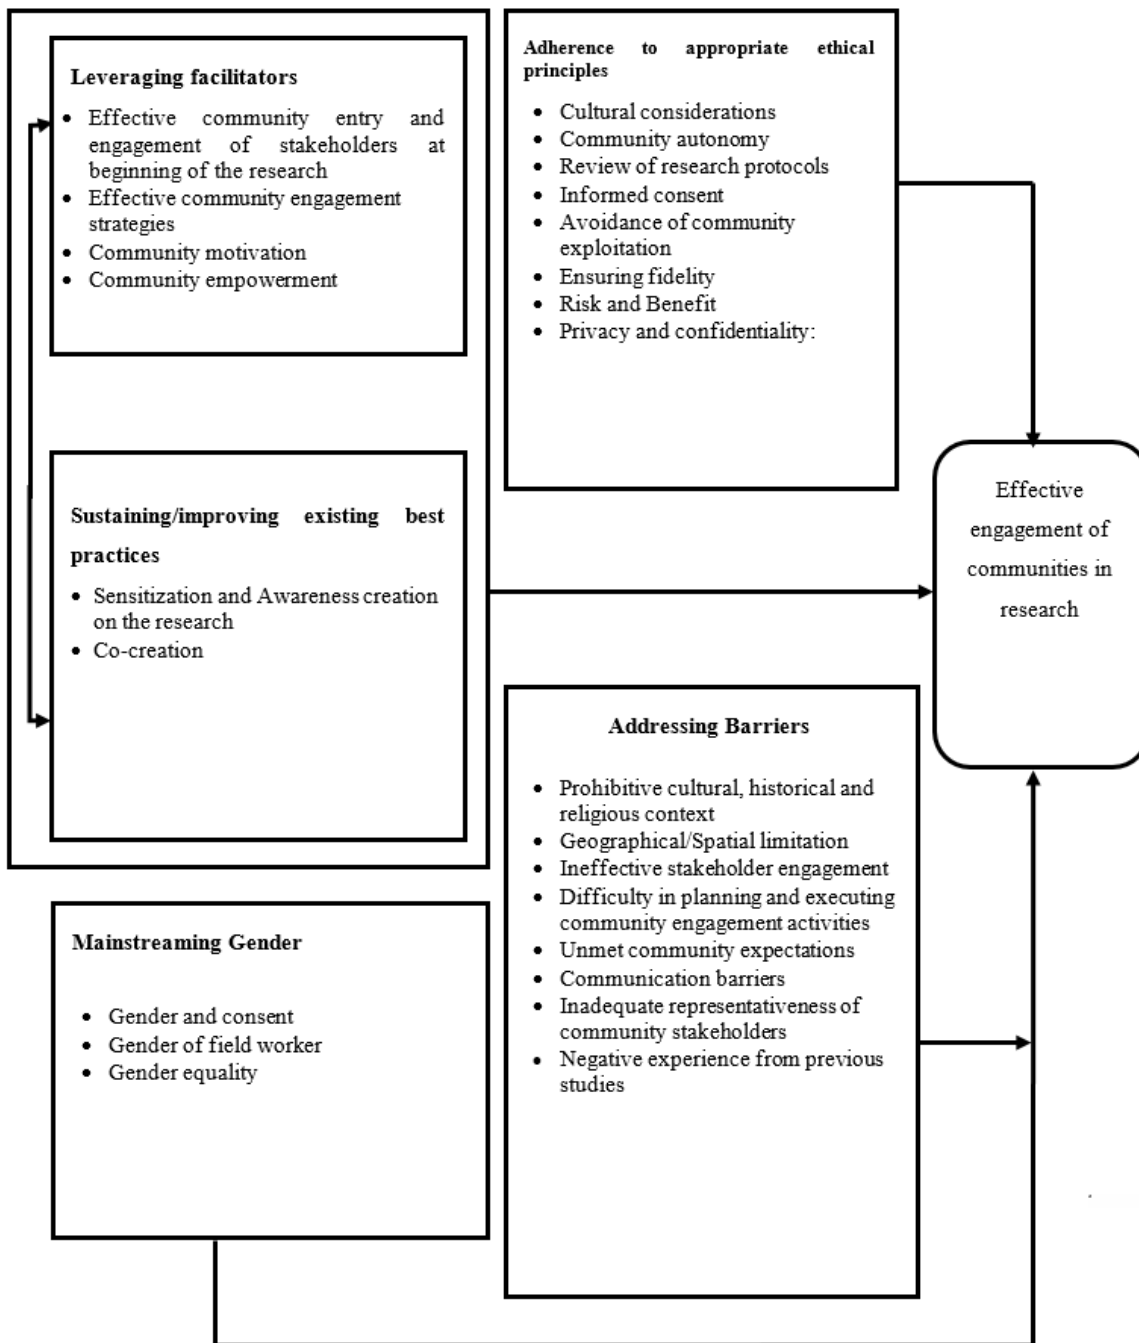 Leveraging facilitators
• Effective community entry and
engagement of stakeholders at
beginning of the research
• Effective community engagement
strategies
• Community motivation
• Community empowerment
Sustaining/improving existing best
practices
• Sensitization and Awareness creation
on the research
• Co-creation
Mainstreaming Gender
• Gender and consent
• Gender of field worker
• Gender equality
Adherence to appropriate ethical
principles
• Cultural considerations
• Community autonomy
• Review of research protocols
• Informed consent
• Avoidance of community
exploitation
• Ensuring fidelity
• Risk and Benefit
• Privacy and confidentiality:
Addressing Barriers
• Prohibitive cultural, historical and
religious context
• Geographical/Spatial limitation
• Ineffective stakeholder engagement
• Difficulty in planning and executing
community engagement activities
• Unmet community expectations
• Communication barriers
• Inadequate representativeness of
community stakeholders
• Negative experience from previous
studies
Effective
engagement of
communities in
research